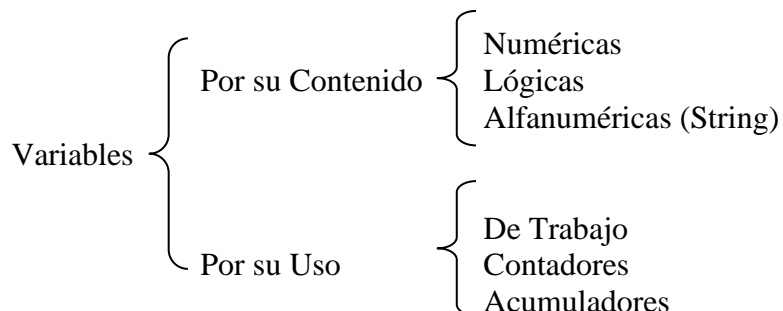 Variables
Por su Contenido
Numéricas
Lógicas
Alfanuméricas (String)
Por su Uso
De Trabajo
Contadores
Acumuladores